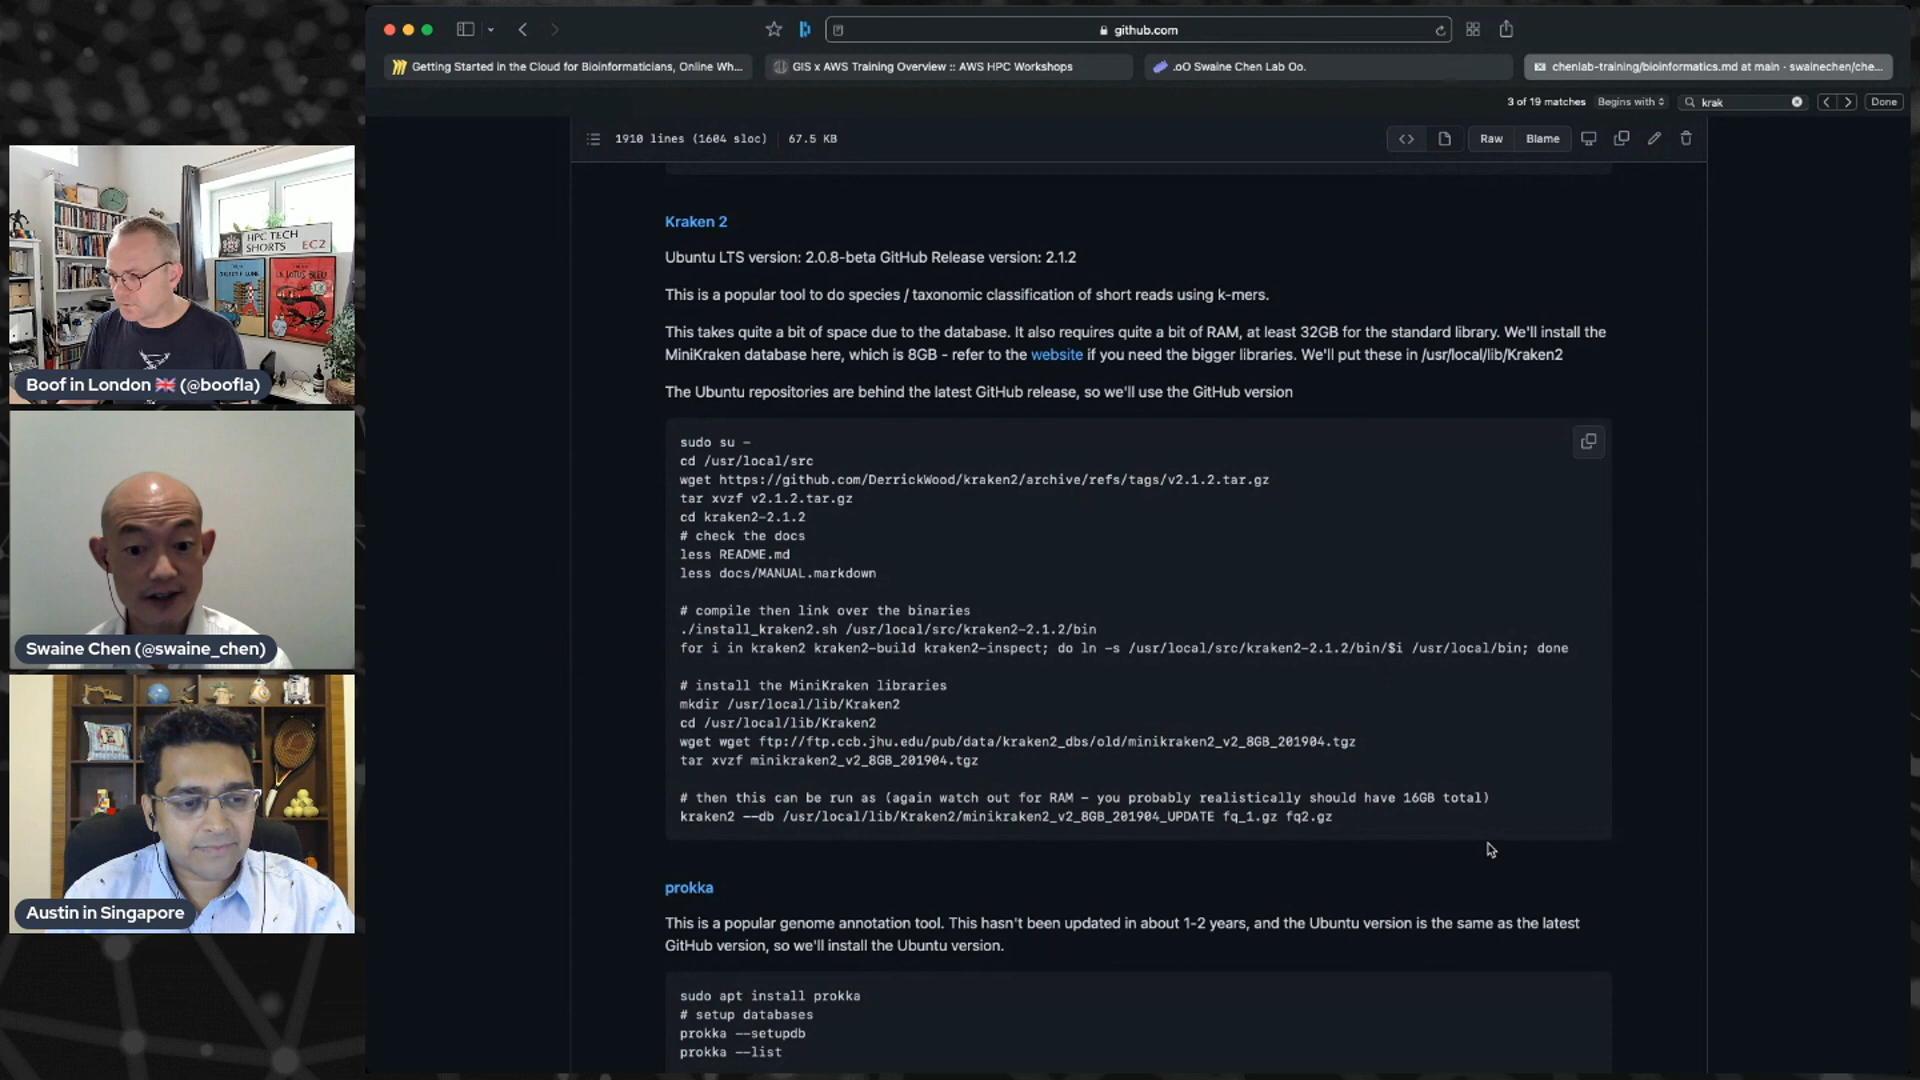 github.com
Getting Started in the Cloud for Bioinformaticians, Online Wh...
GIS x AWS Training Overview :: AWS HPC Workshops
.oO Swaine Chen Lab Oo.
chenlab-training/bioinformatics.md at main · swainechen/che...
3 of 19 matches
Begins with
krak
Done
1910 lines (1604 sloc)
67.5 KB
Raw
Blame
Kraken 2
Ubuntu LTS version: 2.0.8-beta GitHub Release version: 2.1.2
This is a popular tool to do species / taxonomic classification of short reads using k-mers.
This takes quite a bit of space due to the database. It also requires quite a bit of RAM, at least 32GB for the standard library. We'll install the
MiniKraken database here, which is 8GB - refer to the website if you need the bigger libraries. We'll put these in /usr/local/lib/Kraken2
The Ubuntu repositories are behind the latest GitHub release, so we'll use the GitHub version
sudo su -
cd /usr/local/src
wget https://github.com/DerrickWood/kraken2/archive/refs/tags/v2.1.2.tar.gz
tar xvzf v2.1.2.tar.gz
cd kraken2-2.1.2
# check the docs
less README.md
less docs/MANUAL.markdown
# compile then link over the binaries
./install_kraken2.sh /usr/local/src/kraken2-2.1.2/bin
for i in kraken2 kraken2-build kraken2-inspect; do ln -s /usr/local/src/kraken2-2.1.2/bin/$i /usr/local/bin; done
# install the MiniKraken libraries
mkdir /usr/local/lib/Kraken2
cd /usr/local/lib/Kraken2
wget wget ftp://ftp.ccb.jhu.edu/pub/data/kraken2_dbs/old/minikraken2_v2_8GB_201904.tgz
tar xvzf minikraken2_v2_8GB_201904.tgz
# then this can be run as (again watch out for RAM - you probably realistically should have 16GB total)
kraken2 --db /usr/local/lib/Kraken2/minikraken2_v2_8GB_201904_UPDATE fq_1.gz fq2.gz
prokka
This is a popular genome annotation tool. This hasn't been updated in about 1-2 years, and the Ubuntu version is the same as the latest
GitHub version, so we'll install the Ubuntu version.
sudo apt install prokka
# setup databases
prokka --setupdb
prokka --list
HPC TECH
SHORTS EC2
LE LOTUS BLEU
Boof in London 🇬🇧 (@boofla)
Swaine Chen (@swaine_chen)
Austin in Singapore